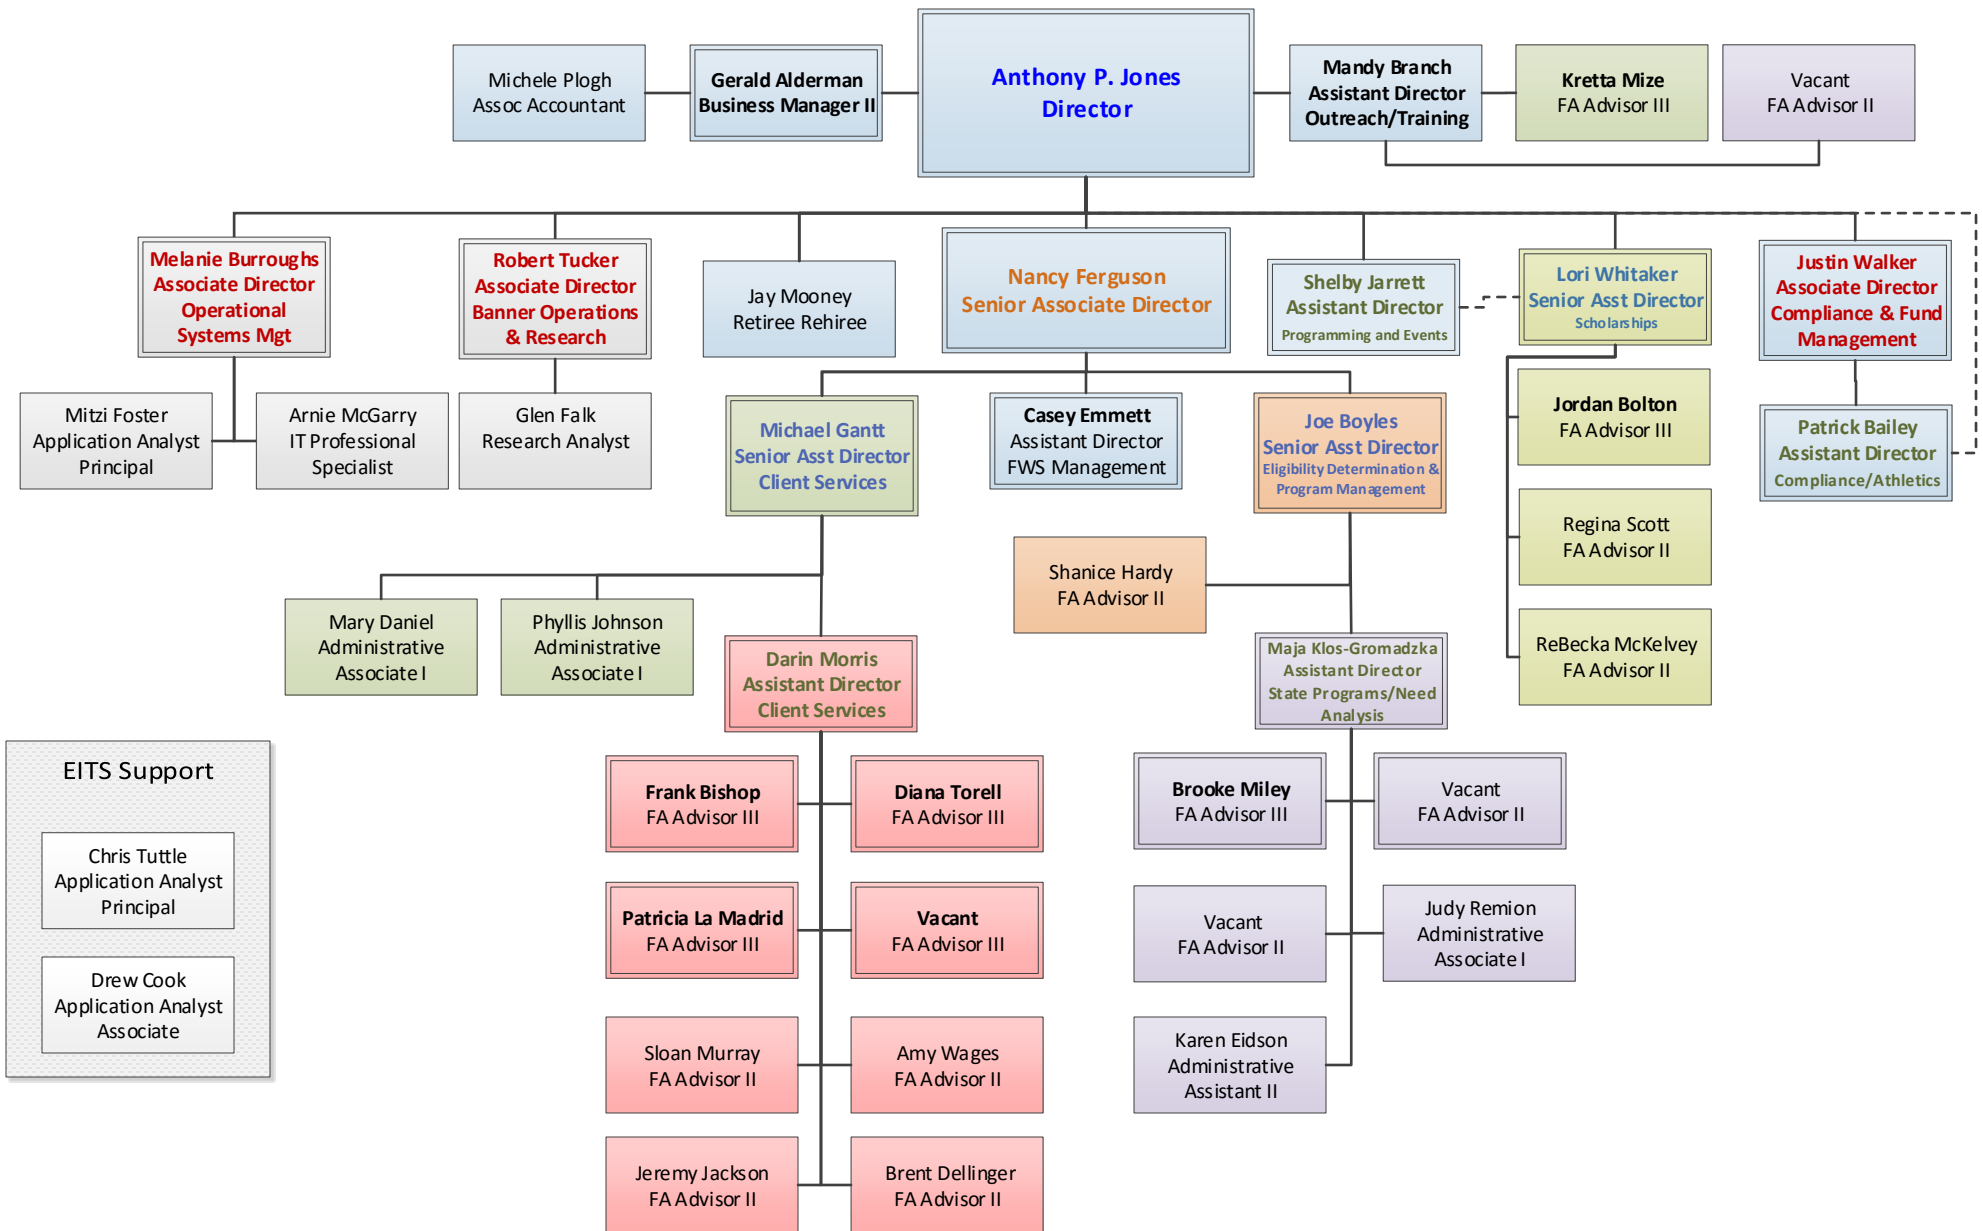 Michele Plogh
Assoc Accountant
Gerald Alderman
Business Manager II
Anthony P. Jones
Director
Mandy Branch
Assistant Director
Outreach/Training
Kretta Mize
FA Advisor III
Vacant
FA Advisor II
Melanie Burroughs
Associate Director
Operational
Systems Mgt
Robert Tucker
Associate Director
Banner Operations
& Research
Jay Mooney
Retiree Rehiree
Nancy Ferguson
Senior Associate Director
Shelby Jarrett
Assistant Director
Programming and Events
Lori Whitaker
Senior Asst Director
Scholarships
Justin Walker
Associate Director
Compliance & Fund
Management
Mitzi Foster
Application Analyst
Principal
Arnie McGarry
IT Professional
Specialist
Glen Falk
Research Analyst
Michael Gantt
Senior Asst Director
Client Services
Casey Emmett
Assistant Director
FWS Management
Joe Boyles
Senior Asst Director
Eligibility Determination &
Program Management
Jordan Bolton
FA Advisor III
Patrick Bailey
Assistant Director
Compliance/Athletics
Regina Scott
FA Advisor II
Shanice Hardy
FA Advisor II
Mary Daniel
Administrative
Associate I
Phyllis Johnson
Administrative
Associate I
Darin Morris
Assistant Director
Client Services
Maja Klos-Gromadzka
Assistant Director
State Programs/Need
Analysis
ReBecka McKelvey
FA Advisor II
EITS Support
Chris Tuttle
Application Analyst
Principal
Drew Cook
Application Analyst
Associate
Frank Bishop
FA Advisor III
Diana Torell
FA Advisor III
Patricia La Madrid
FA Advisor III
Vacant
FA Advisor III
Sloan Murray
FA Advisor II
Amy Wages
FA Advisor II
Jeremy Jackson
FA Advisor II
Brent Dellinger
FA Advisor II
Brooke Miley
FA Advisor III
Vacant
FA Advisor II
Vacant
FA Advisor II
Judy Remion
Administrative
Associate I
Karen Eidson
Administrative
Assistant II